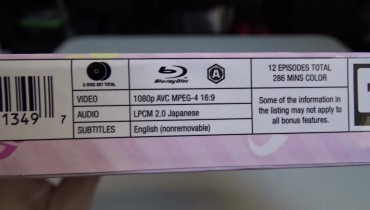 2-DISC SET TOTAL
Blu-ray Disc
A
12 EPISODES TOTAL
286 MINS COLOR
VIDEO 1080p AVC MPEG-4 16:9
AUDIO LPCM 2.0 Japanese
SUBTITLES English (nonremovable)
Some of the information in
the listing may not apply to
all bonus features.
1349 7